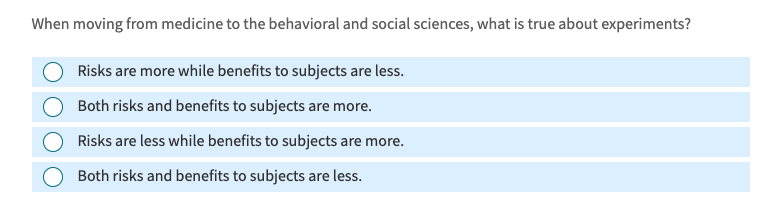 When moving from medicine to the behavioral and social sciences, what is true about experiments?
Risks are more while benefits to subjects are less.
Both risks and benefits to subjects are more.
Risks are less while benefits to subjects are more.
Both risks and benefits to subjects are less.